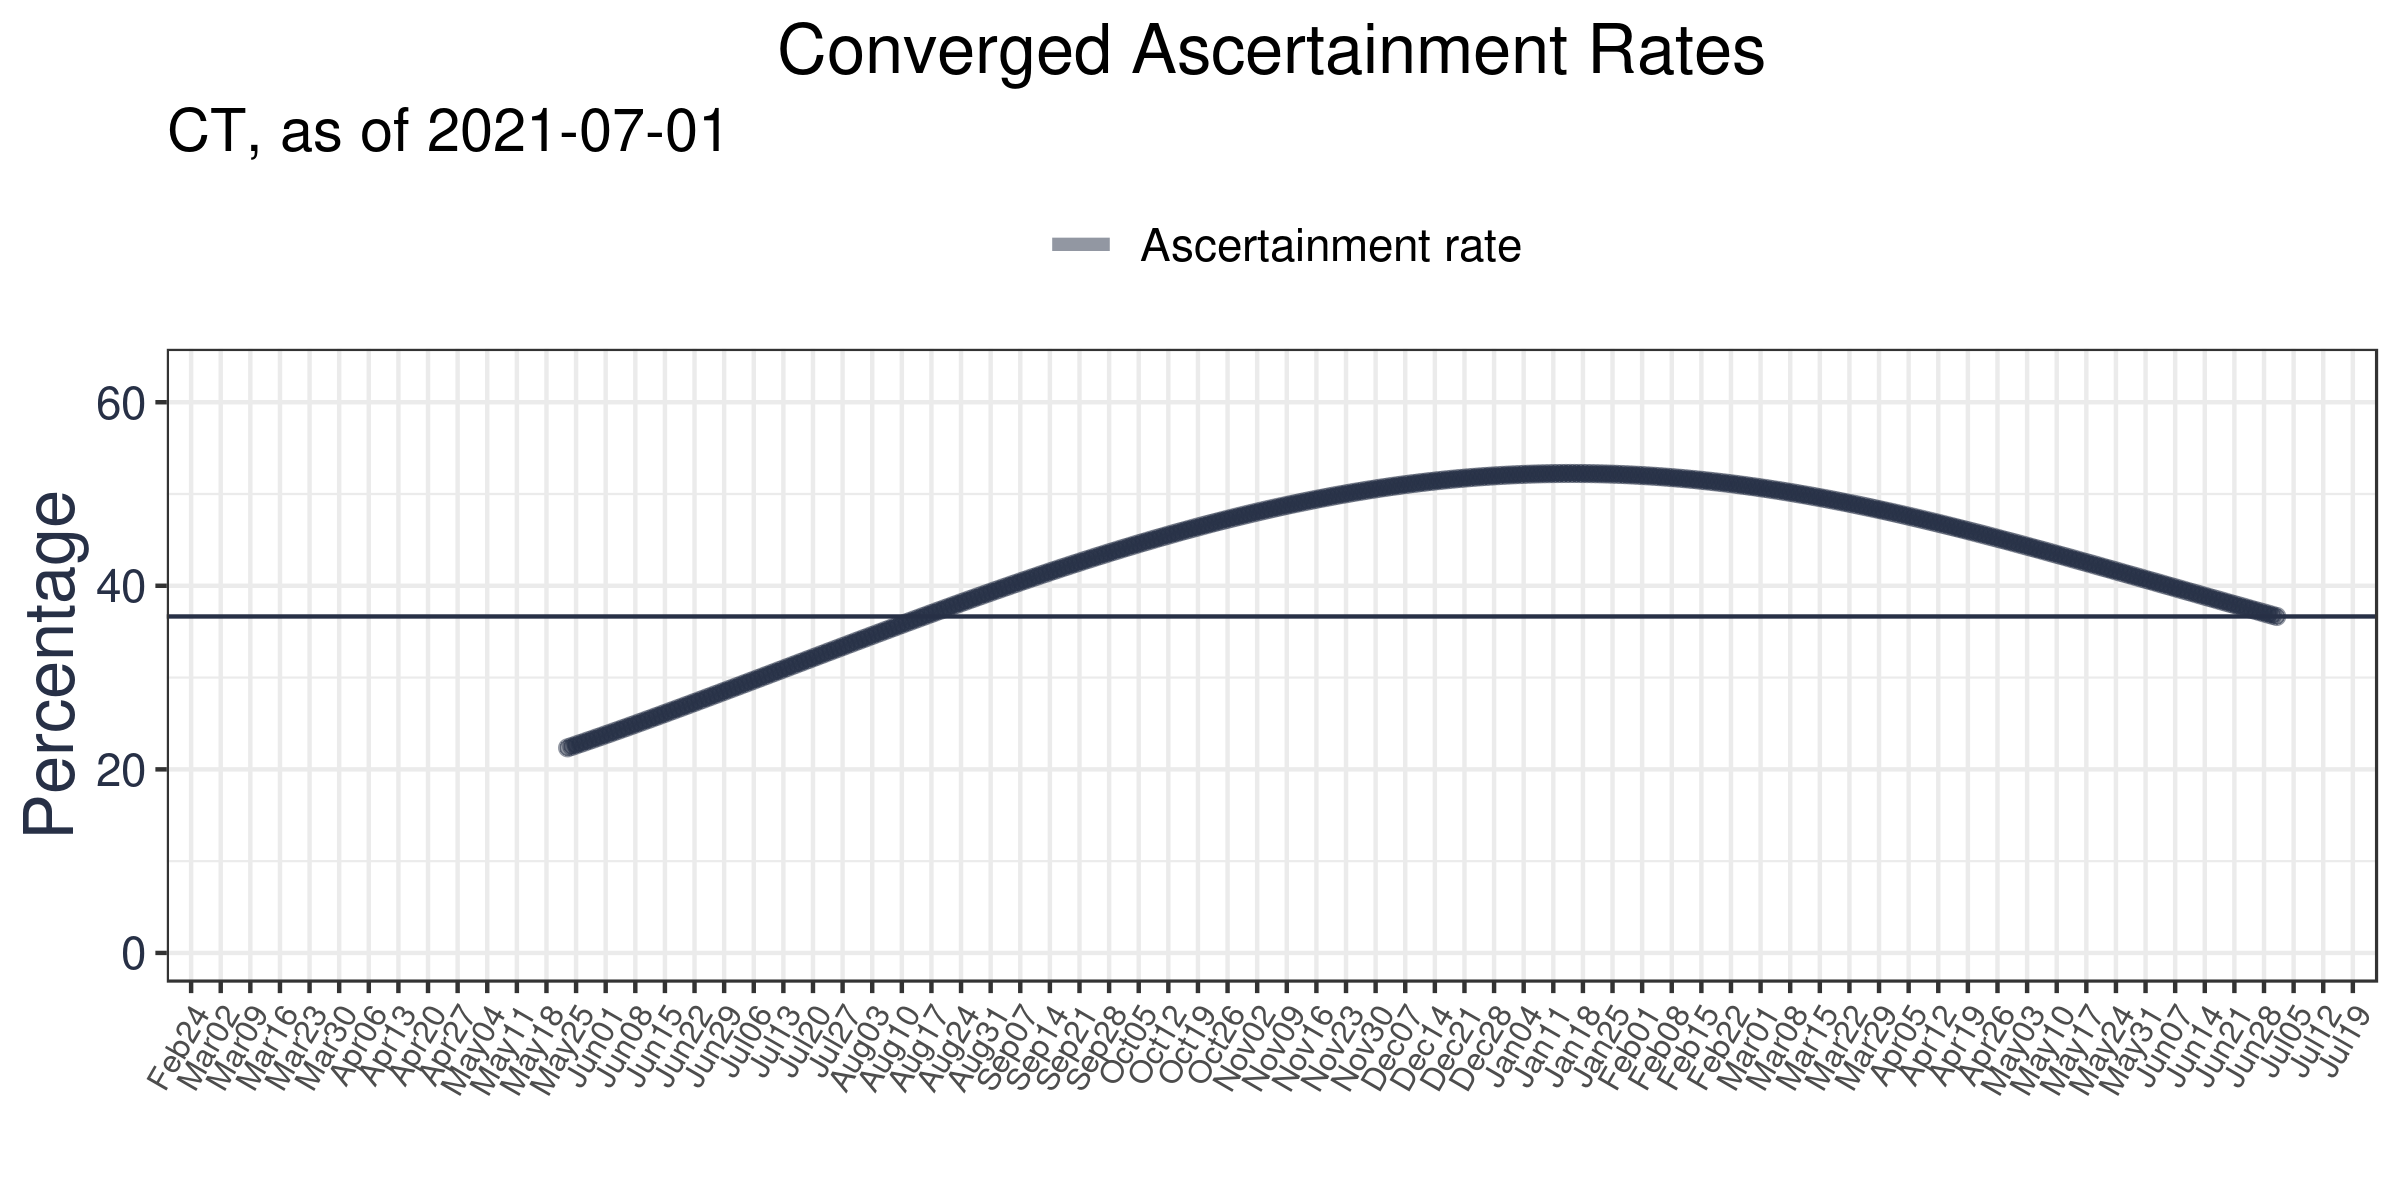 Converged Ascertainment Rates
CT, as of 2021-07-01
Ascertainment rate
Percentage
60
40
20
0
Feb24 Mar02 Mar09 Mar16 Mar23 Mar30 Apr06 Apr13 Apr20 Apr27 May04 May11 May18 May25 Jun01 Jun08 Jun15 Jun22 Jun29 Jul06 Jul13 Jul20 Jul27 Aug03 Aug10 Aug17 Aug24 Aug31 Sep07 Sep14 Sep21 Sep28 Oct05 Oct12 Oct19 Oct26 Nov02 Nov09 Nov16 Nov23 Nov30 Dec07 Dec14 Dec21 Dec28 Jan04 Jan11 Jan18 Jan25 Feb01 Feb08 Feb15 Feb22 Mar01 Mar08 Mar15 Mar22 Mar29 Apr05 Apr12 Apr19 Apr26 May03 May10 May17 May24 May31 Jun07 Jun14 Jun21 Jun28 Jul05 Jul12 Jul19